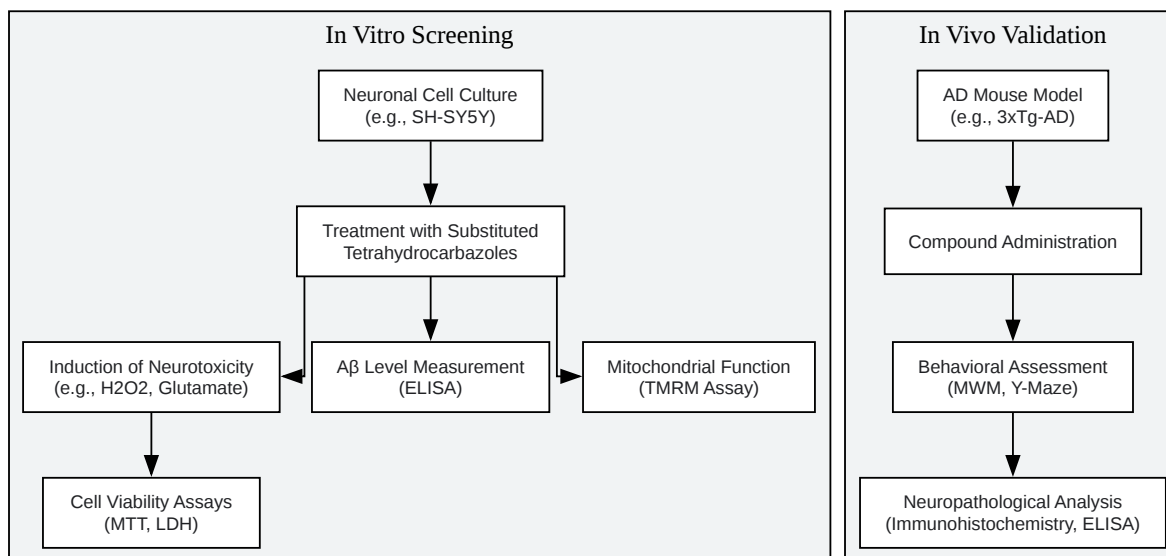 In Vitro Screening
Neuronal Cell Culture
(e.g., SH-SY5Y)
Treatment with Substituted
Tetrahydrocarbazoles
Induction of Neurotoxicity
(e.g., H2O2, Glutamate)
Aβ Level Measurement
(ELISA)
Mitochondrial Function
(TMRM Assay)
Cell Viability Assays
(MTT, LDH)
In Vivo Validation
AD Mouse Model
(e.g., 3xTg-AD)
Compound Administration
Behavioral Assessment
(MWM, Y-Maze)
Neuropathological Analysis
(Immunohistochemistry, ELISA)